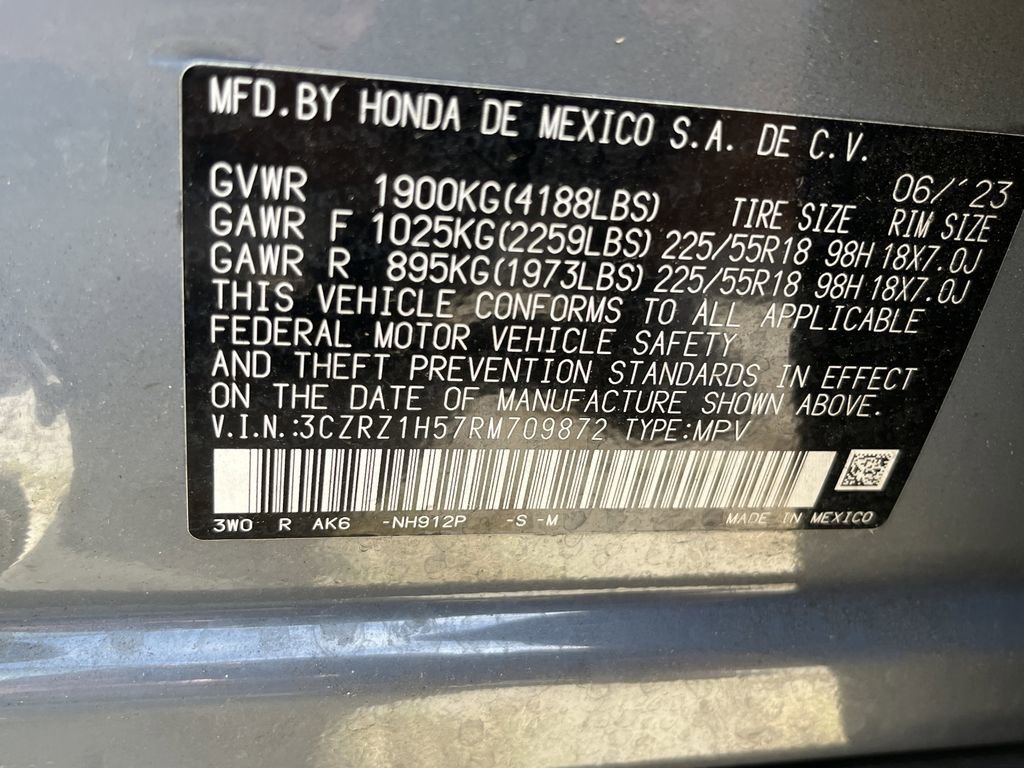 MFD.BY HONDA DE MEXICO S.A. DE C.V.
06/'23
GVWR 1900KG(4188LBS) TIRE SIZE RIM SIZE
GAWR F 1025KG(2259LBS) 225/55R18 98H 18X7.0J
GAWR R 895KG(1973LBS) 225/55R18 98H 18X7.0J
THIS VEHICLE CONFORMS TO ALL APPLICABLE
FEDERAL MOTOR VEHICLE SAFETY
AND THEFT PREVENTION STANDARDS IN EFFECT
ON THE DATE OF MANUFACTURE SHOWN ABOVE.
V.I.N.:3CZRZ1H57RM709872 TYPE:MPV
3WO R AK6 -NH912P -S -M MADE IN MEXICO